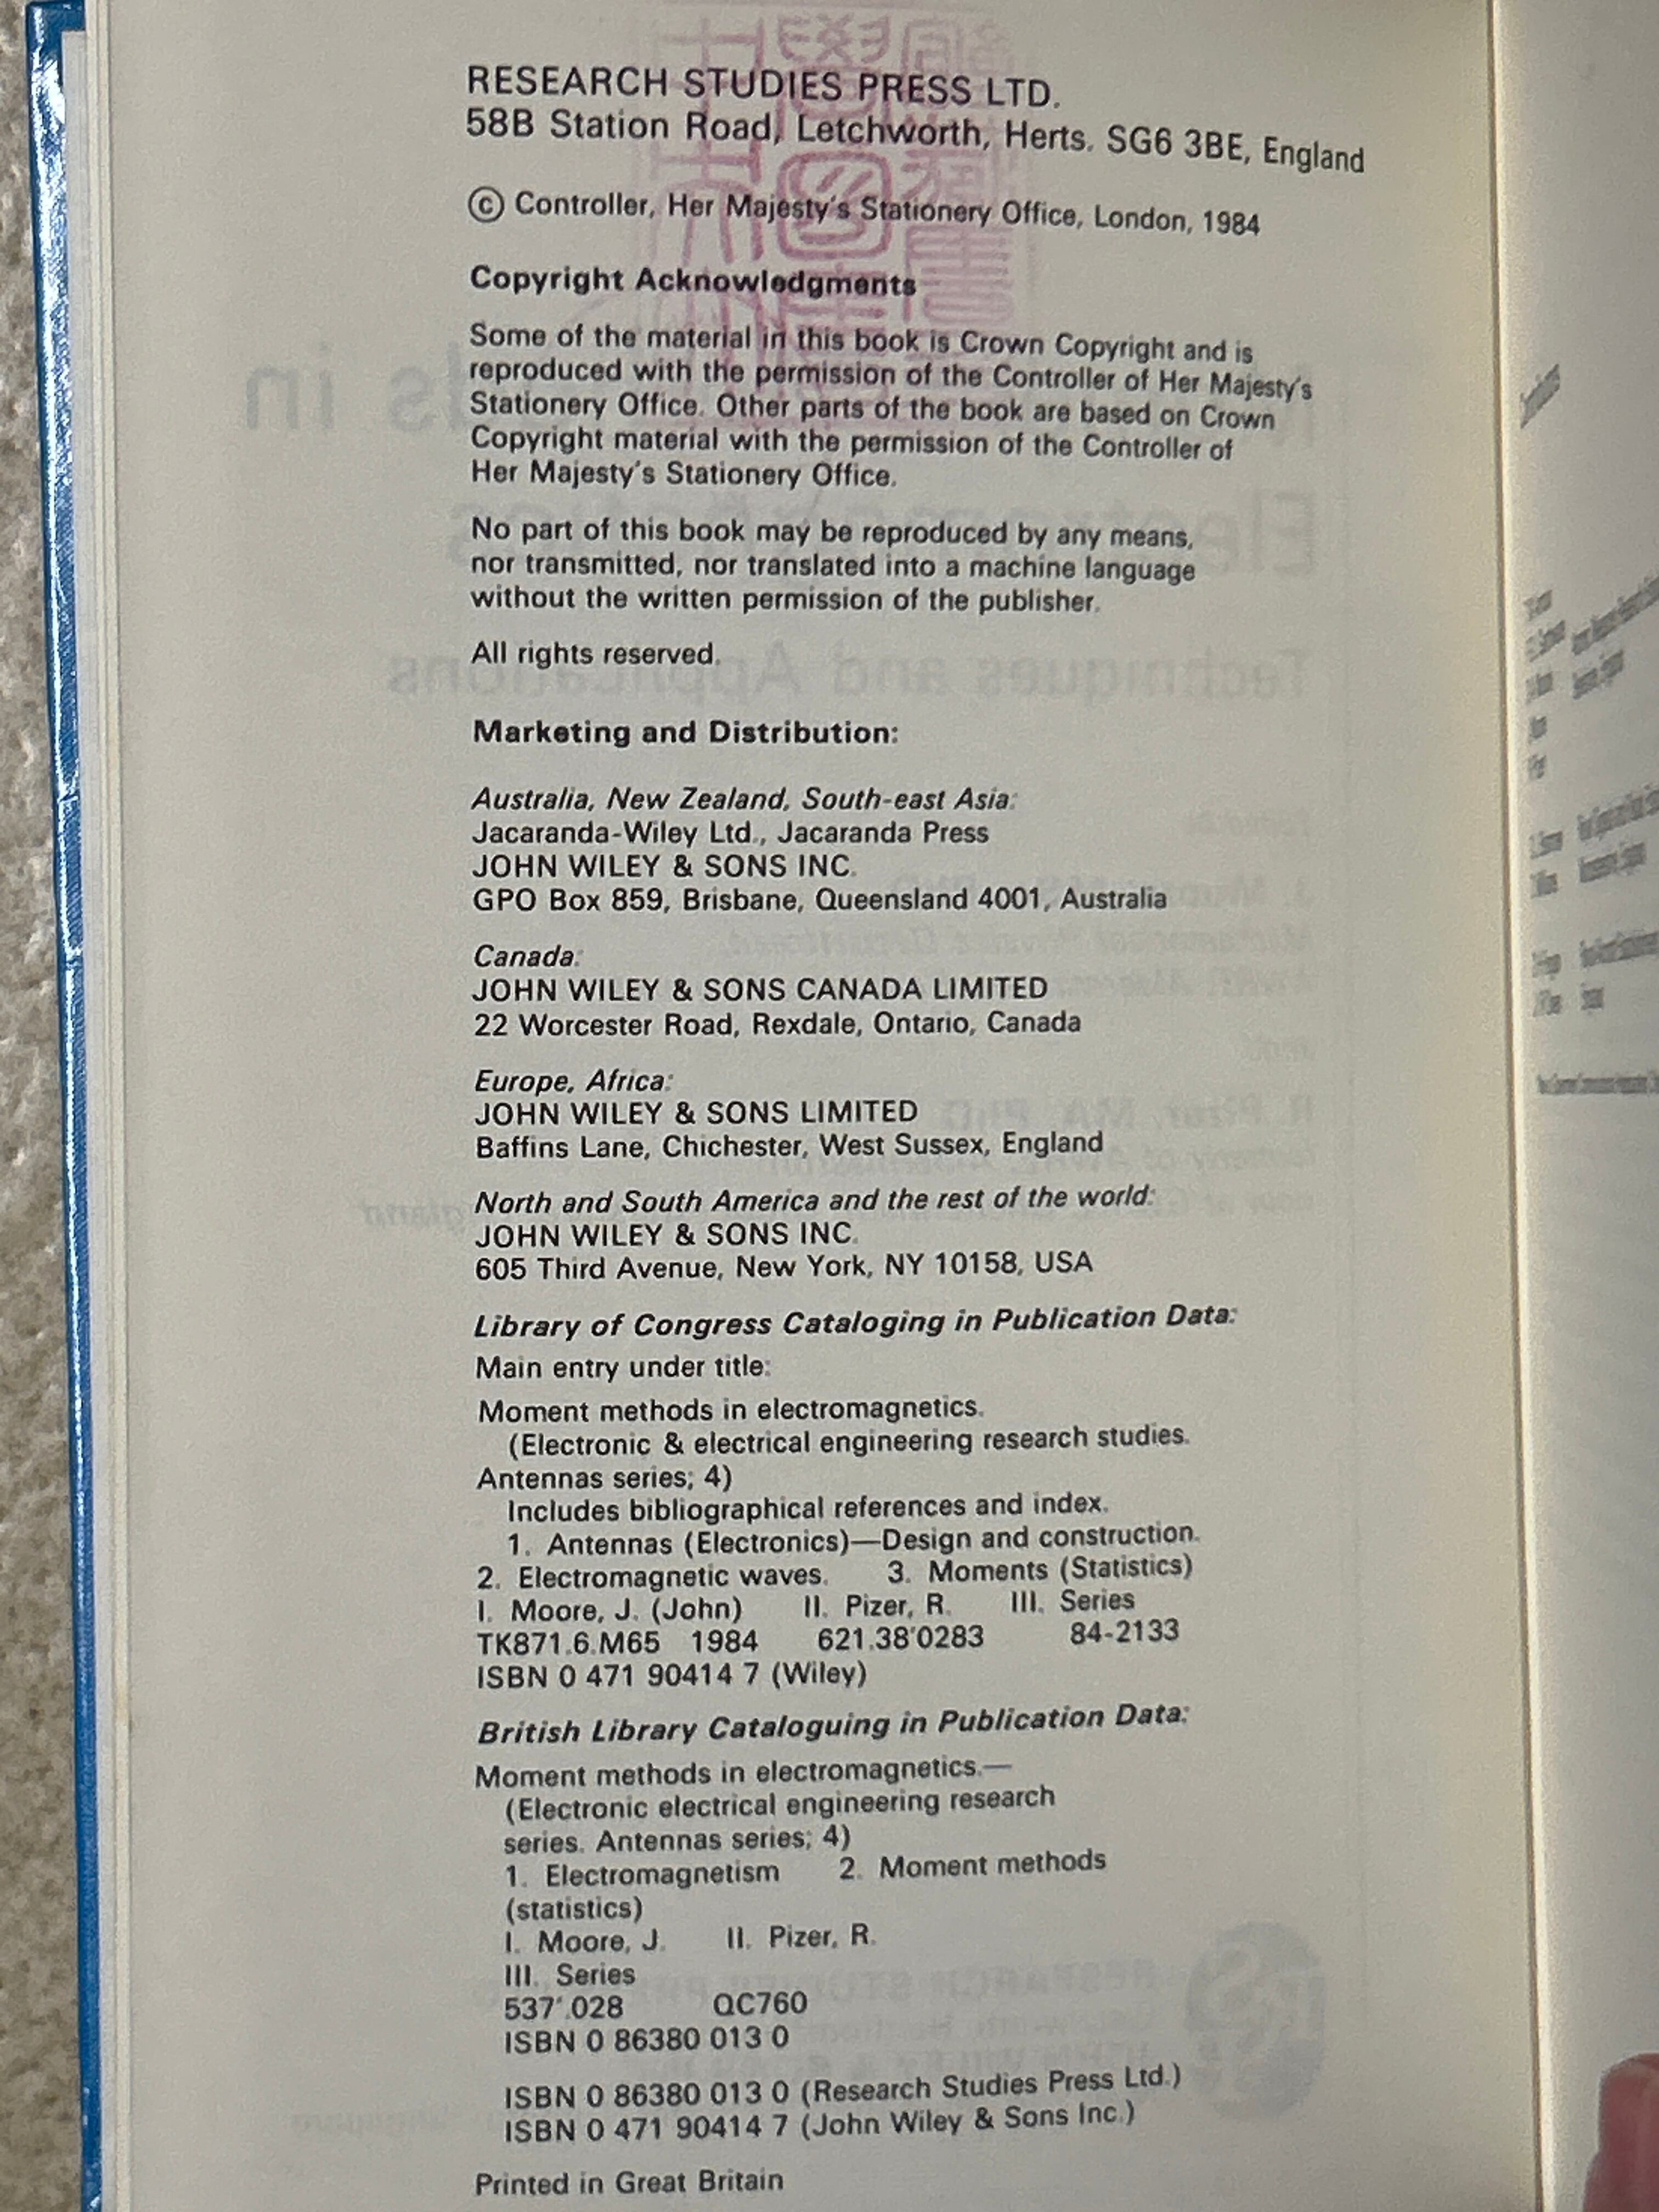 RESEARCH STUDIES PRESS LTD.
58B Station Road, Letchworth, Herts. SG6 3BE, England
© Controller, Her Majesty's Stationery Office, London, 1984
Copyright Acknowledgments
Some of the material in this book is Crown Copyright and is
reproduced with the permission of the Controller of Her Majesty's
Stationery Office. Other parts of the book are based on Crown
Copyright material with the permission of the Controller of
Her Majesty's Stationery Office.
No part of this book may be reproduced by any means,
nor transmitted, nor translated into a machine language
without the written permission of the publisher.
All rights reserved.
Marketing and Distribution:
Australia, New Zealand, South-east Asia:
Jacaranda-Wiley Ltd., Jacaranda Press
JOHN WILEY & SONS INC.
GPO Box 859, Brisbane, Queensland 4001, Australia
Canada:
JOHN WILEY & SONS CANADA LIMITED
22 Worcester Road, Rexdale, Ontario, Canada
Europe, Africa:
JOHN WILEY & SONS LIMITED
Baffins Lane, Chichester, West Sussex, England
North and South America and the rest of the world:
JOHN WILEY & SONS INC.
605 Third Avenue, New York, NY 10158, USA
Library of Congress Cataloging in Publication Data:
Main entry under title:
Moment methods in electromagnetics.
(Electronic & electrical engineering research studies.
Antennas series; 4)
Includes bibliographical references and index.
1. Antennas (Electronics)—Design and construction.
2. Electromagnetic waves. 3. Moments (Statistics)
I. Moore, J. (John) II. Pizer, R. III. Series
TK871.6.M65 1984 621.38'0283 84-2133
ISBN 0 471 90414 7 (Wiley)
British Library Cataloguing in Publication Data:
Moment methods in electromagnetics.—
(Electronic electrical engineering research
series. Antennas series; 4)
1. Electromagnetism 2. Moment methods
(statistics)
I. Moore, J. II. Pizer, R.
III. Series
537'.028 QC760
ISBN 0 86380 013 0
ISBN 0 86380 013 0 (Research Studies Press Ltd.)
ISBN 0 471 90414 7 (John Wiley & Sons Inc.)
Printed in Great Britain